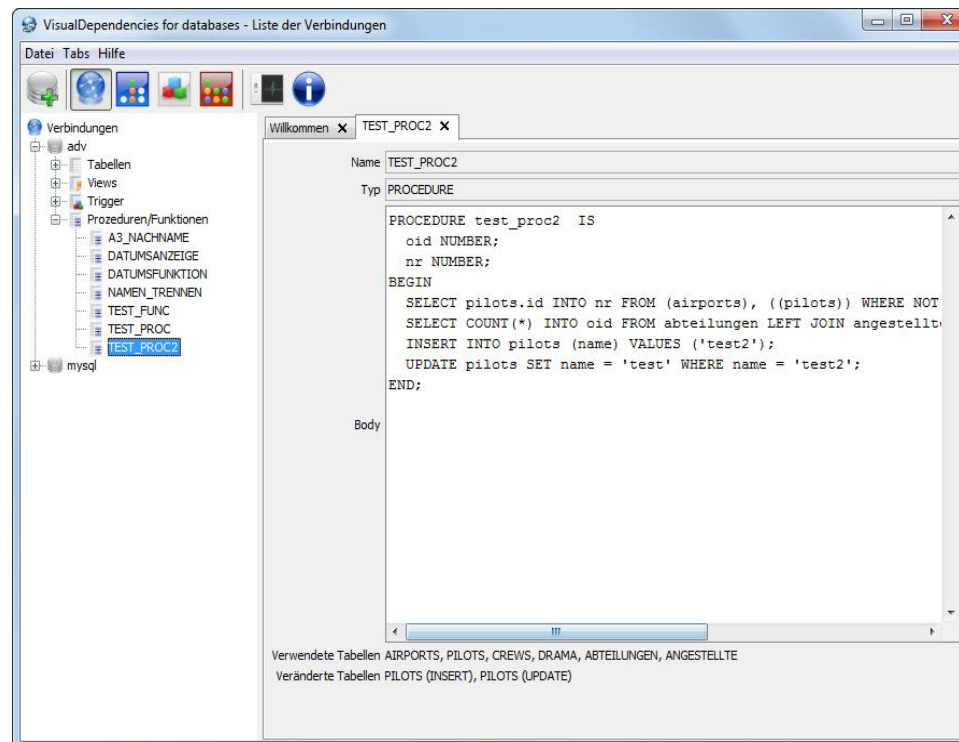 VisualDependencies for databases - Liste der Verbindungen
Datei Tabs Hilfe
Verbindungen
adv
Tabellen
Views
Trigger
Prozeduren/Funktionen
A3_NACHNAME
DATUMSANZEIGE
DATUMSFUNKTION
NAMEN_TRENNEN
TEST_FUNC
TEST_PROC
TEST_PROC2
mysql
Willkommen X TEST_PROC2 X
Name TEST_PROC2
Typ PROCEDURE
PROCEDURE test_proc2 IS
oid NUMBER;
nr NUMBER;
BEGIN
SELECT pilots.id INTO nr FROM (airports), ((pilots)) WHERE NOT
SELECT COUNT(*) INTO oid FROM abteilungen LEFT JOIN angestellt
INSERT INTO pilots (name) VALUES ('test2');
UPDATE pilots SET name = 'test' WHERE name = 'test2';
END;
Body
Verwendete Tabellen AIRPORTS, PILOTS, CREWS, DRAMA, ABTEILUNGEN, ANGESTELLTE
Veränderte Tabellen PILOTS (INSERT), PILOTS (UPDATE)